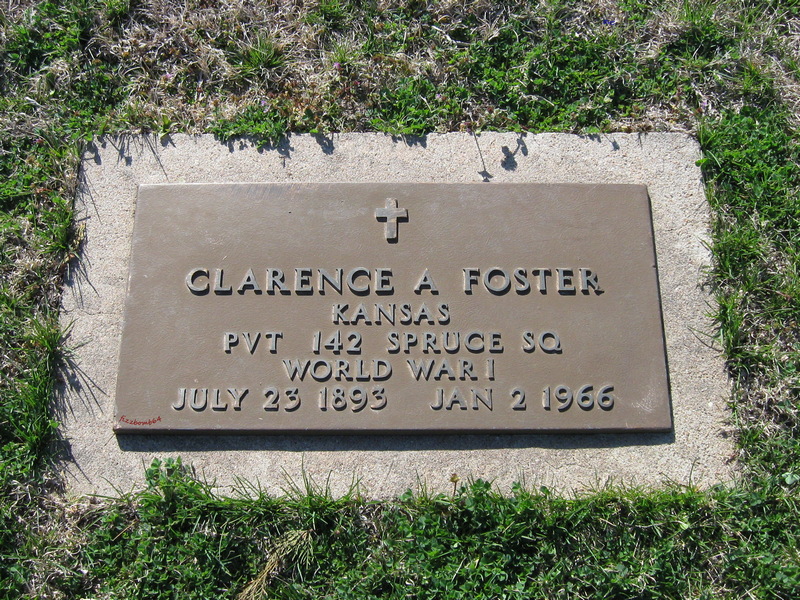 CLARENCE A FOSTER
KANSAS
PVT 142 SPRUCE SQ
WORLD WAR I
JULY 23 1893 JAN 2 1966